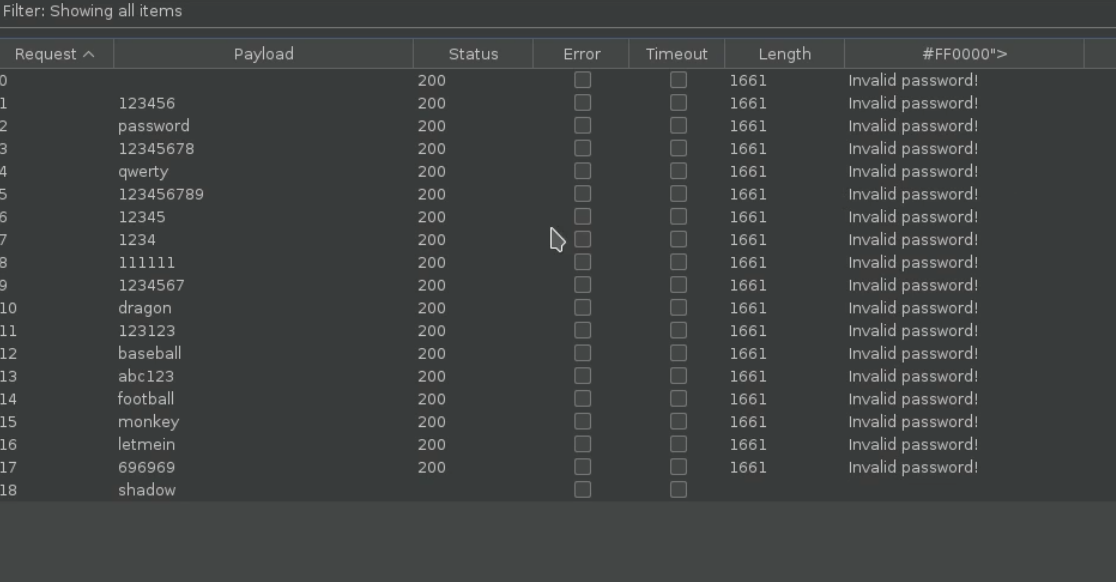 Filter: Showing all items
Request Payload Status Error Timeout Length #FF0000">
0 200 1661 Invalid password!
1 123456 200 1661 Invalid password!
2 password 200 1661 Invalid password!
3 12345678 200 1661 Invalid password!
4 qwerty 200 1661 Invalid password!
5 123456789 200 1661 Invalid password!
6 12345 200 1661 Invalid password!
7 1234 200 1661 Invalid password!
8 111111 200 1661 Invalid password!
9 1234567 200 1661 Invalid password!
10 dragon 200 1661 Invalid password!
11 123123 200 1661 Invalid password!
12 baseball 200 1661 Invalid password!
13 abc123 200 1661 Invalid password!
14 football 200 1661 Invalid password!
15 monkey 200 1661 Invalid password!
16 letmein 200 1661 Invalid password!
17 696969 200 1661 Invalid password!
18 shadow